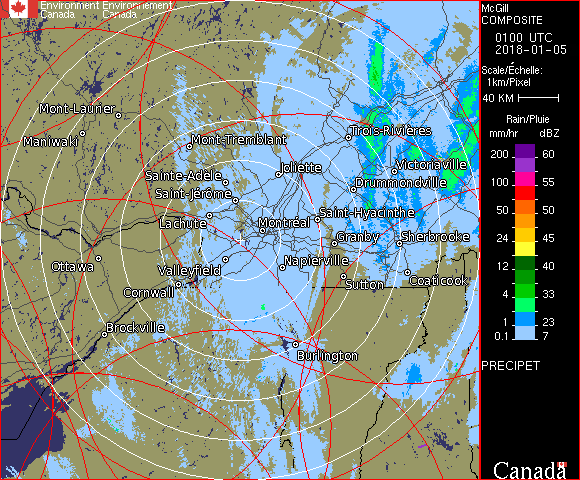 Environment Environnement
Canada Canada
McGill
COMPOSITE
0100 UTC
2018-01-05
Scale/Échelle:
1km/Pixel
40 KM
Rain/Pluie
mm/hr dBZ
200 60
100 55
50 50
24 45
12 40
4 33
1 23
0.1 7
PRECIPET
Canada
Mont-Laurier
Maniwaki
Mont-Tremblant
Trois-Rivières
Joliette
Victoriaville
Sainte-Adèle
Drummondville
Saint-Jérôme
Lachute
Saint-Hyacinthe
Montréal
Granby
Sherbrooke
Ottawa
Valleyfield
Napierville
Cornwall
Sutton
Coaticook
Brockville
Burlington